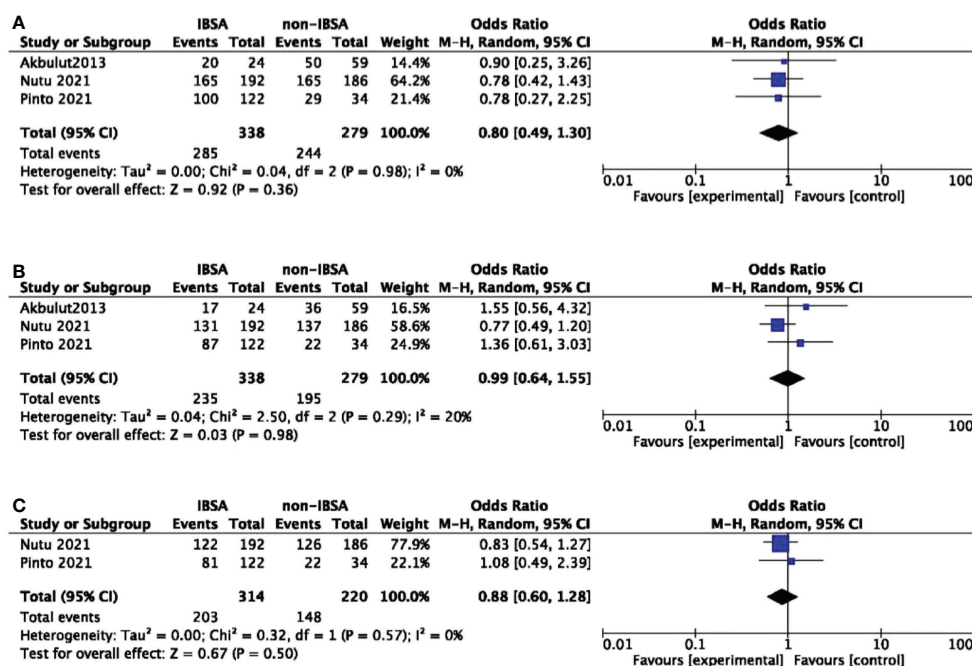 A
IBSA non-IBSA Odds Ratio Odds Ratio
Study or Subgroup Events Total Events Total Weight M-H, Random, 95% CI M-H, Random, 95% CI
Akbulut2013 20 24 50 59 14.4% 0.90 [0.25, 3.26]
Nutu 2021 165 192 165 186 64.2% 0.78 [0.42, 1.43]
Pinto 2021 100 122 29 34 21.4% 0.78 [0.27, 2.25]
Total (95% CI) 338 279 100.0% 0.80 [0.49, 1.30]
Total events 285 244
Heterogeneity: Tau² = 0.00; Chi² = 0.04, df = 2 (P = 0.98); I² = 0%
Test for overall effect: Z = 0.92 (P = 0.36)
0.01 0.1 1 10 100
Favours [experimental] Favours [control]
B
IBSA non-IBSA Odds Ratio Odds Ratio
Study or Subgroup Events Total Events Total Weight M-H, Random, 95% CI M-H, Random, 95% CI
Akbulut2013 17 24 36 59 16.5% 1.55 [0.56, 4.32]
Nutu 2021 131 192 137 186 58.6% 0.77 [0.49, 1.20]
Pinto 2021 87 122 22 34 24.9% 1.36 [0.61, 3.03]
Total (95% CI) 338 279 100.0% 0.99 [0.64, 1.55]
Total events 235 195
Heterogeneity: Tau² = 0.04; Chi² = 2.50, df = 2 (P = 0.29); I² = 20%
Test for overall effect: Z = 0.03 (P = 0.98)
0.01 0.1 1 10 100
Favours [experimental] Favours [control]
C
IBSA non-IBSA Odds Ratio Odds Ratio
Study or Subgroup Events Total Events Total Weight M-H, Random, 95% CI M-H, Random, 95% CI
Nutu 2021 122 192 126 186 77.9% 0.83 [0.54, 1.27]
Pinto 2021 81 122 22 34 22.1% 1.08 [0.49, 2.39]
Total (95% CI) 314 220 100.0% 0.88 [0.60, 1.28]
Total events 203 148
Heterogeneity: Tau² = 0.00; Chi² = 0.32, df = 1 (P = 0.57); I² = 0%
Test for overall effect: Z = 0.67 (P = 0.50)
0.01 0.1 1 10 100
Favours [experimental] Favours [control]